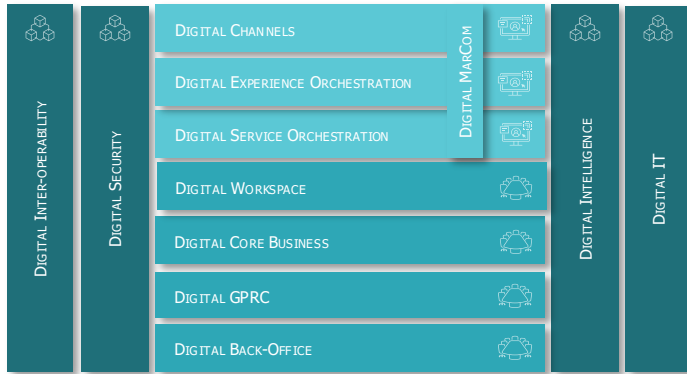 Digital Inter-operability
Digital Security
Digital Channels
Digital Experience Orchestration
Digital Service Orchestration
Digital MarCom
Digital Workspace
Digital Core Business
Digital GPRC
Digital Back-Office
Digital Intelligence
Digital IT